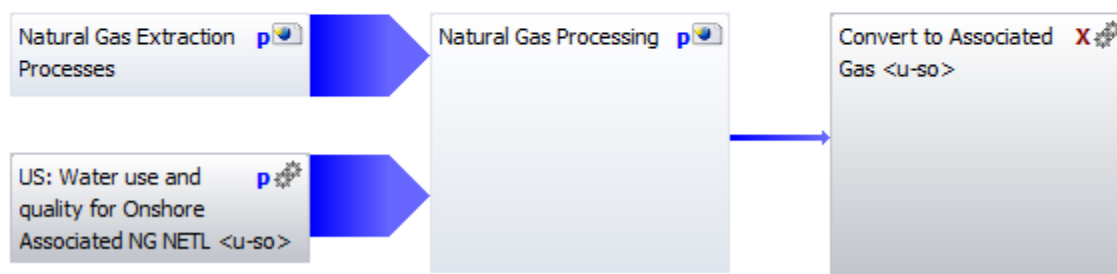 Natural Gas Extraction p
Processes
Natural Gas Processing p
Convert to Associated X
Gas <u-so>
US: Water use and p
quality for Onshore
Associated NG NETL <u-so>